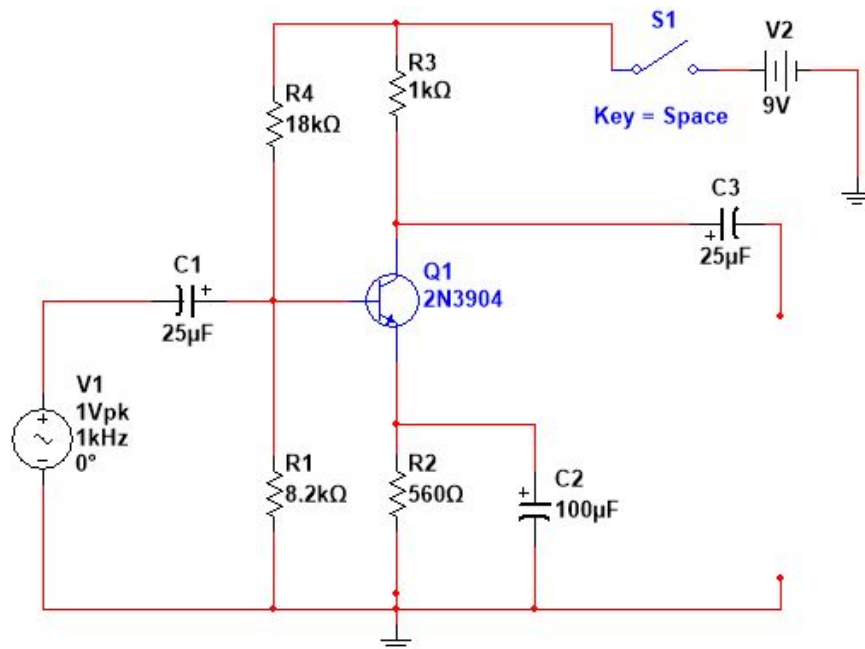 S1
V2
R3
1kΩ
R4
18kΩ
9V
Key = Space
C3
+
25µF
C1
+
25µF
Q1
2N3904
V1
1Vpk
1kHz
0°
+
R1
8.2kΩ
R2
560Ω
+
C2
100µF